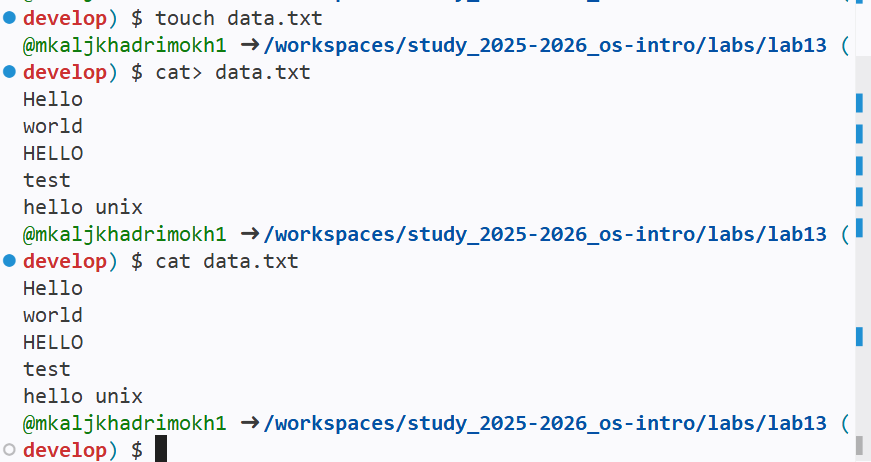 develop) $ touch data.txt
@mkaljkhadrimokh1 ➜/workspaces/study_2025-2026_os-intro/labs/lab13 (
develop) $ cat> data.txt
Hello
world
HELLO
test
hello unix
@mkaljkhadrimokh1 ➜/workspaces/study_2025-2026_os-intro/labs/lab13 (
develop) $ cat data.txt
Hello
world
HELLO
test
hello unix
@mkaljkhadrimokh1 ➜/workspaces/study_2025-2026_os-intro/labs/lab13 (
develop) $